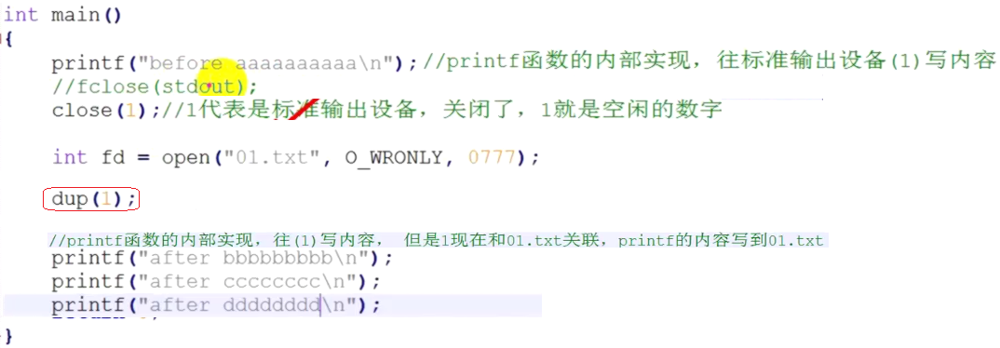 int main()
{
printf("before aaaaaaaaaa\n");//printf函数的内部实现，往标准输出设备(1)写内容
//fclose(stdout);
close(1);//1代表是标准输出设备，关闭了，1就是空闲的数字
int fd = open("01.txt", O_WRONLY, 0777);
dup(1);
//printf函数的内部实现，往(1)写内容， 但是1现在和01.txt关联，printf的内容写到01.txt
printf("after bbbbbbbbbb\n");
printf("after cccccccc\n");
printf("after dddddddd\n");
}